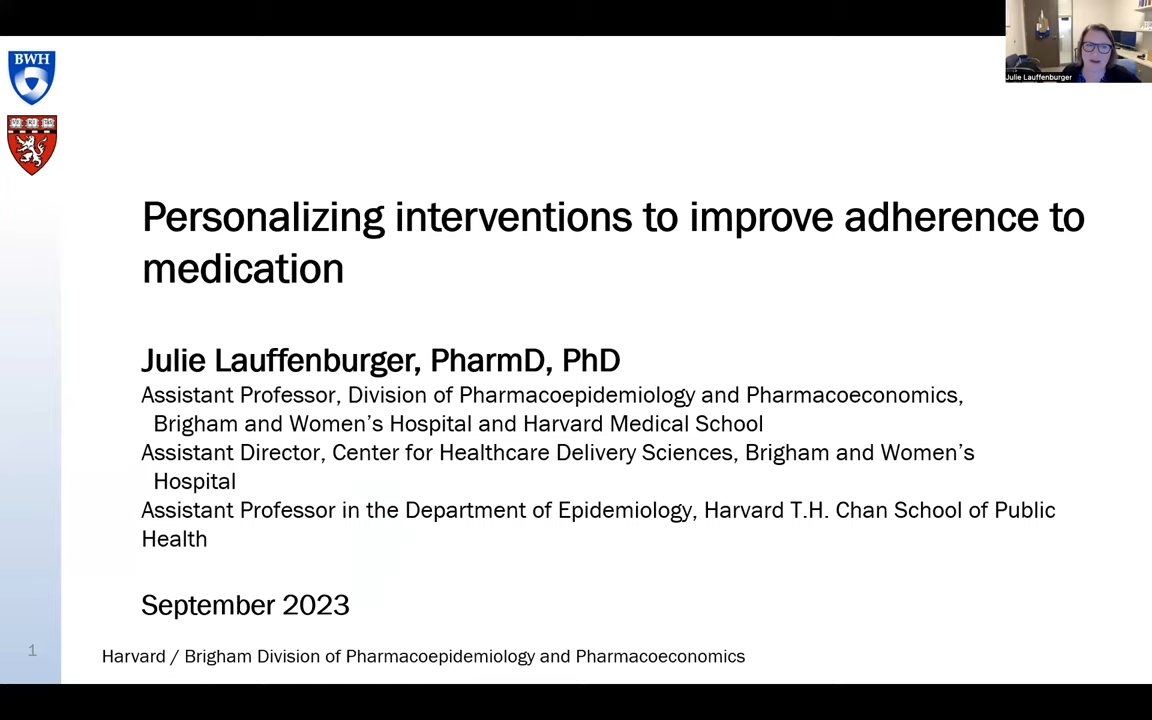 BWH
Julie Lauffenburger
Personalizing interventions to improve adherence to
medication
Julie Lauffenburger, PharmD, PhD
Assistant Professor, Division of Pharmacoepidemiology and Pharmacoeconomics,
Brigham and Women's Hospital and Harvard Medical School
Assistant Director, Center for Healthcare Delivery Sciences, Brigham and Women's
Hospital
Assistant Professor in the Department of Epidemiology, Harvard T.H. Chan School of Public
Health
September 2023
1
Harvard / Brigham Division of Pharmacoepidemiology and Pharmacoeconomics